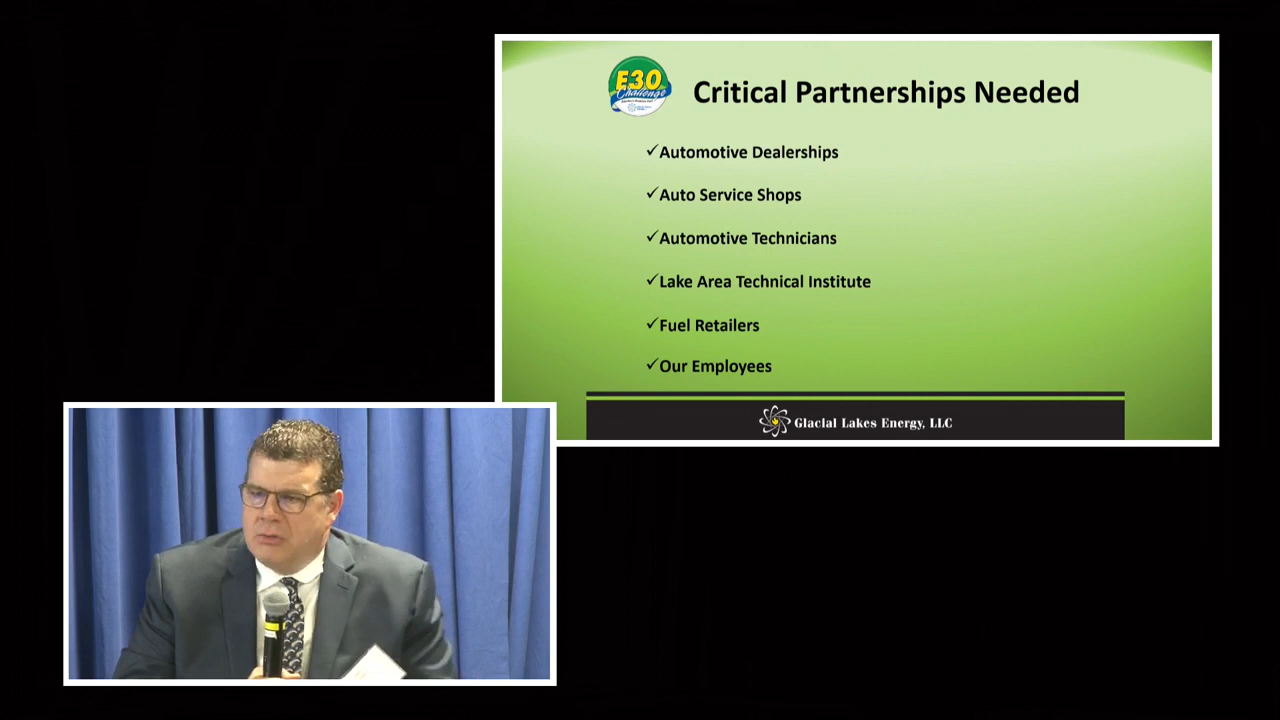 E30
Challenge
Critical Partnerships Needed
✓Automotive Dealerships
✓Auto Service Shops
✓Automotive Technicians
✓Lake Area Technical Institute
✓Fuel Retailers
✓Our Employees
Glacial Lakes Energy, LLC